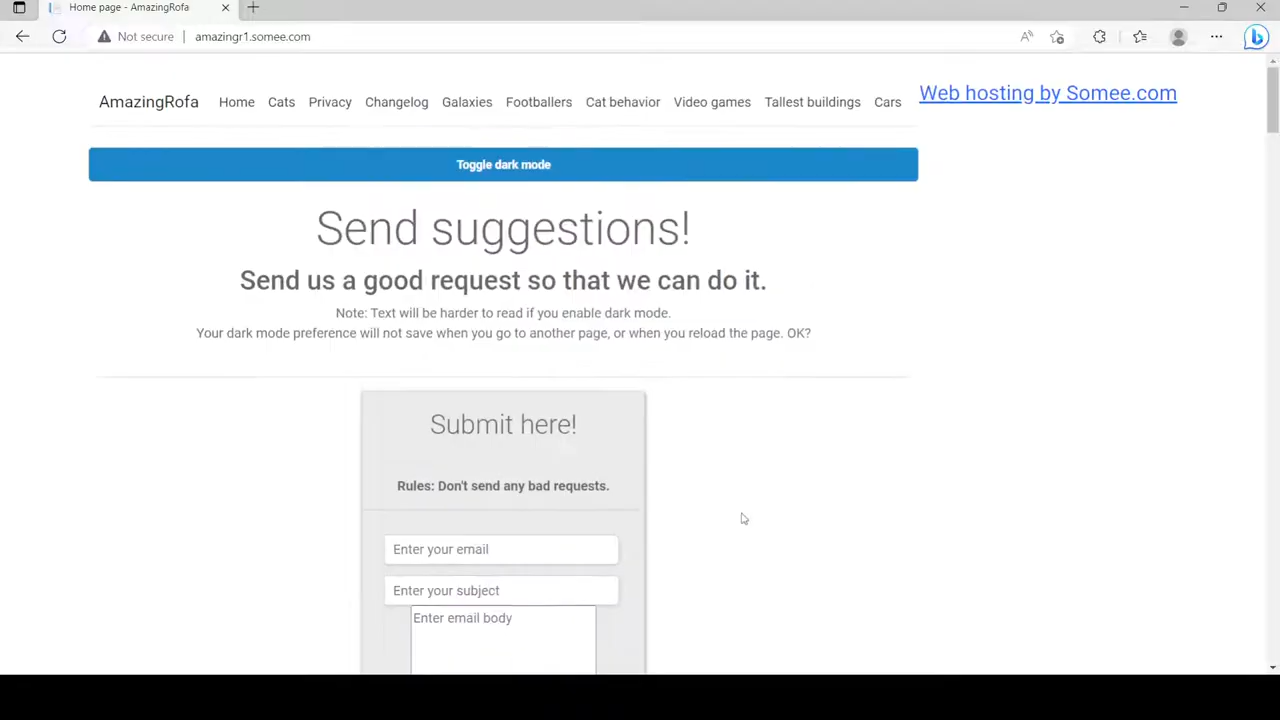 Home page - AmazingRofa
Not secure | amazingr1.somee.com
AmazingRofa Home Cats Privacy Changelog Galaxies Footballers Cat behavior Video games Tallest buildings Cars
Web hosting by Somee.com
Toggle dark mode
Send suggestions!
Send us a good request so that we can do it.
Note: Text will be harder to read if you enable dark mode.
Your dark mode preference will not save when you go to another page, or when you reload the page. OK?
Submit here!
Rules: Don't send any bad requests.
Enter your email
Enter your subject
Enter email body